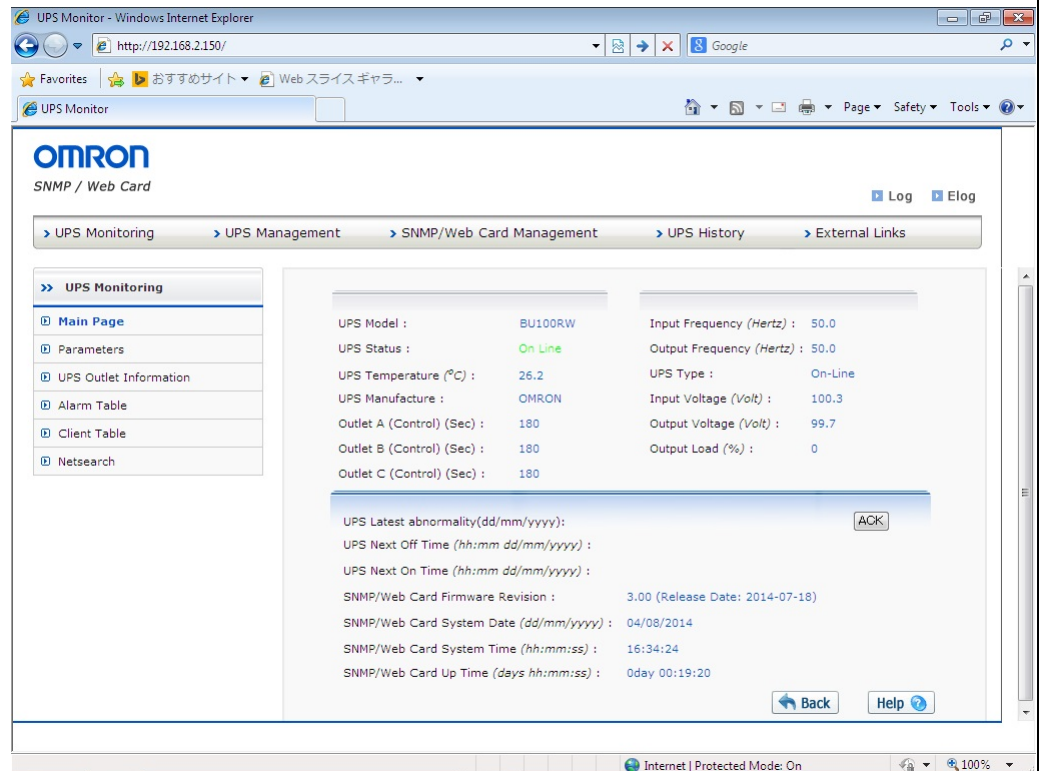 UPS Monitor - Windows Internet Explorer
http://192.168.2.150/
Google
Favorites おすすめサイト ▼ Web スライス ギャラ... ▼
UPS Monitor
Page ▼ Safety ▼ Tools ▼
OMRON
SNMP / Web Card
Log Elog
UPS Monitoring UPS Management SNMP/Web Card Management UPS History External Links
UPS Monitoring
Main Page
Parameters
UPS Outlet Information
Alarm Table
Client Table
Netsearch
UPS Model : BU100RW
UPS Status : On Line
UPS Temperature (°C) : 26.2
UPS Manufacture : OMRON
Outlet A (Control) (Sec) : 180
Outlet B (Control) (Sec) : 180
Outlet C (Control) (Sec) : 180
Input Frequency (Hertz) : 50.0
Output Frequency (Hertz) : 50.0
UPS Type : On-Line
Input Voltage (Volt) : 100.3
Output Voltage (Volt) : 99.7
Output Load (%) : 0
UPS Latest abnormality(dd/mm/yyyy): ACK
UPS Next Off Time (hh:mm dd/mm/yyyy) :
UPS Next On Time (hh:mm dd/mm/yyyy) :
SNMP/Web Card Firmware Revision : 3.00 (Release Date: 2014-07-18)
SNMP/Web Card System Date (dd/mm/yyyy) : 04/08/2014
SNMP/Web Card System Time (hh:mm:ss) : 16:34:24
SNMP/Web Card Up Time (days hh:mm:ss) : 0day 00:19:20
Back Help
Internet | Protected Mode: On 100% ▼